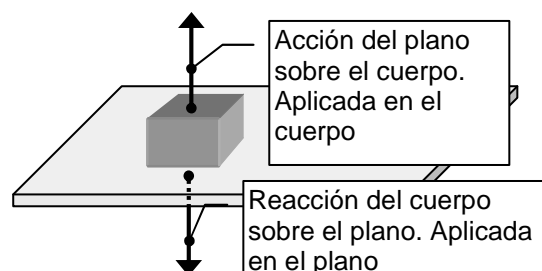 Acción del plano
sobre el cuerpo.
Aplicada en el
cuerpo
Reacción del cuerpo
sobre el plano. Aplicada
en el plano